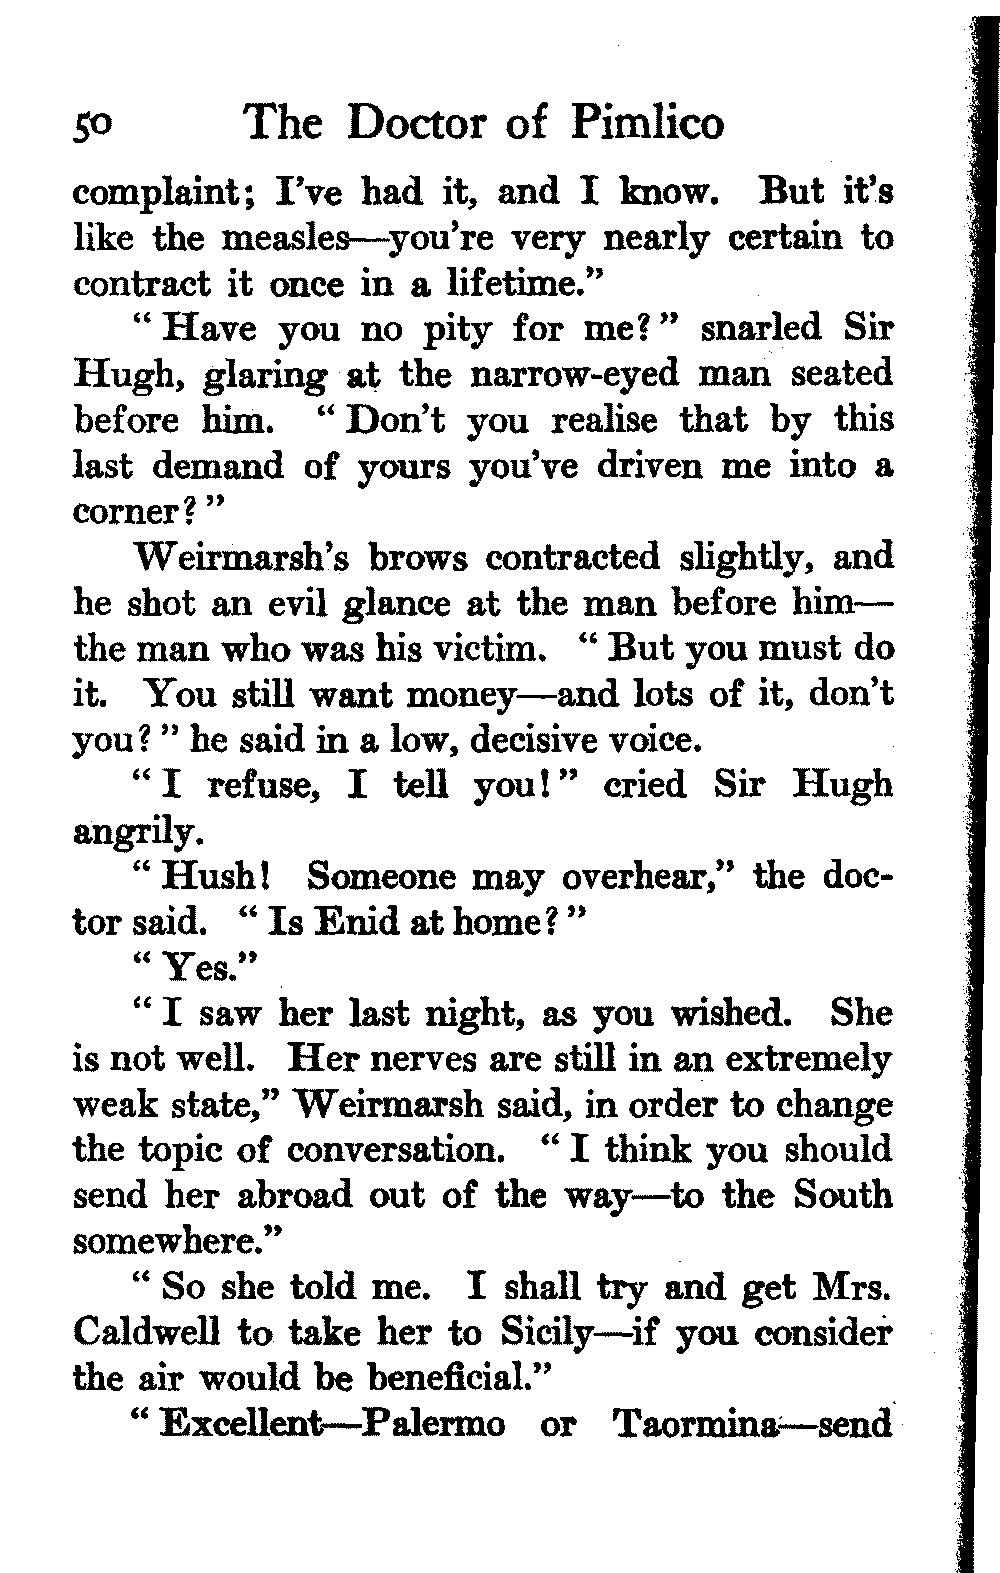 50 The Doctor of Pimlico
complaint; I've had it, and I know. But it's
like the measles—you're very nearly certain to
contract it once in a lifetime."
" Have you no pity for me? " snarled Sir
Hugh, glaring at the narrow-eyed man seated
before him. " Don't you realise that by this
last demand of yours you've driven me into a
corner? "
Weirmarsh's brows contracted slightly, and
he shot an evil glance at the man before him—
the man who was his victim. " But you must do
it. You still want money—and lots of it, don't
you? " he said in a low, decisive voice.
" I refuse, I tell you! " cried Sir Hugh
angrily.
" Hush! Someone may overhear," the doc-
tor said. " Is Enid at home? "
" Yes."
" I saw her last night, as you wished. She
is not well. Her nerves are still in an extremely
weak state," Weirmarsh said, in order to change
the topic of conversation. " I think you should
send her abroad out of the way—to the South
somewhere."
" So she told me. I shall try and get Mrs.
Caldwell to take her to Sicily—if you consider
the air would be beneficial."
" Excellent—Palermo or Taormina—send